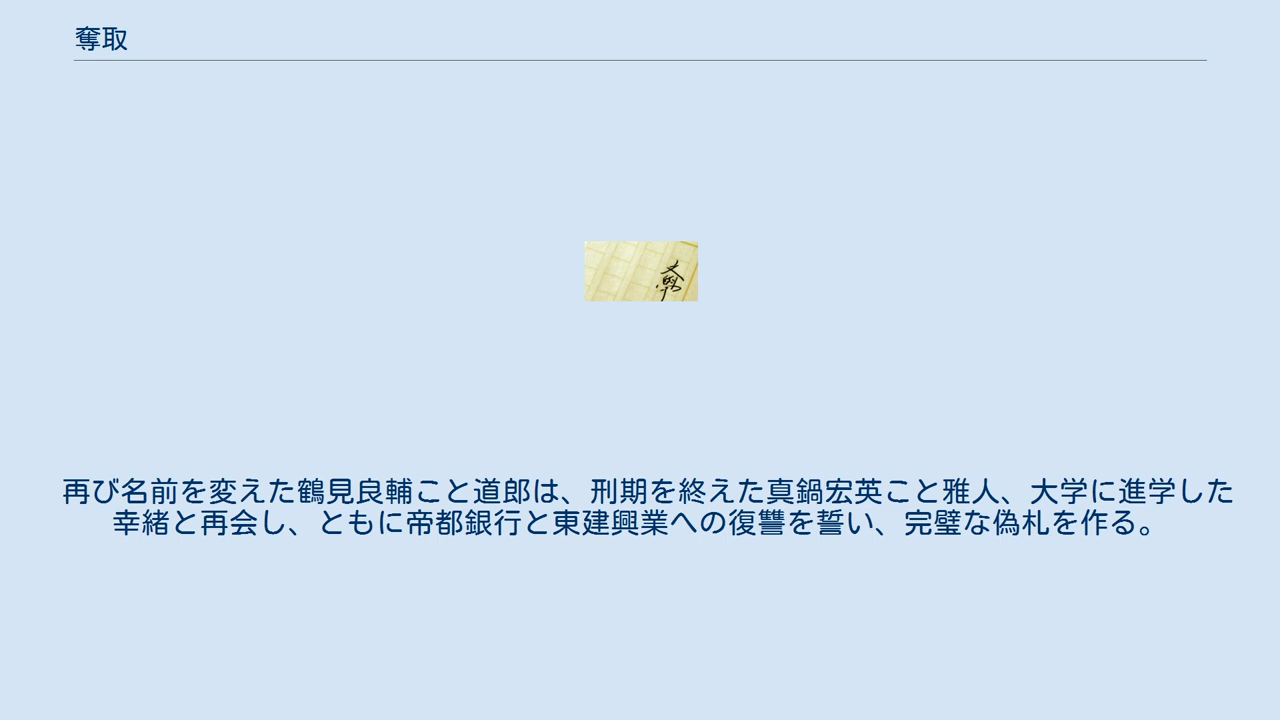 奪取
再び名前を変えた鶴見良輔こと道郎は、刑期を終えた真鍋宏英こと雅人、大学に進学した
幸緒と再会し、ともに帝都銀行と東建興業への復讐を誓い、完璧な偽札を作る。